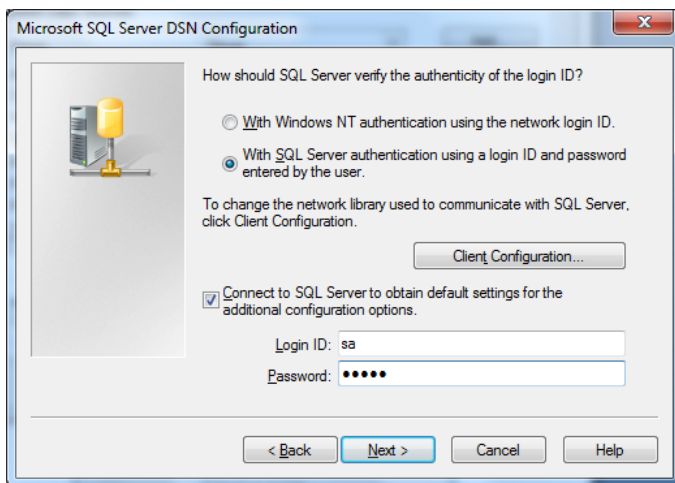 Microsoft SQL Server DSN Configuration
How should SQL Server verify the authenticity of the login ID?
With Windows NT authentication using the network login ID.
With SQL Server authentication using a login ID and password
entered by the user.
To change the network library used to communicate with SQL Server,
click Client Configuration.
Client Configuration...
Connect to SQL Server to obtain default settings for the
additional configuration options.
Login ID: sa
Password: •••••
< Back Next > Cancel Help